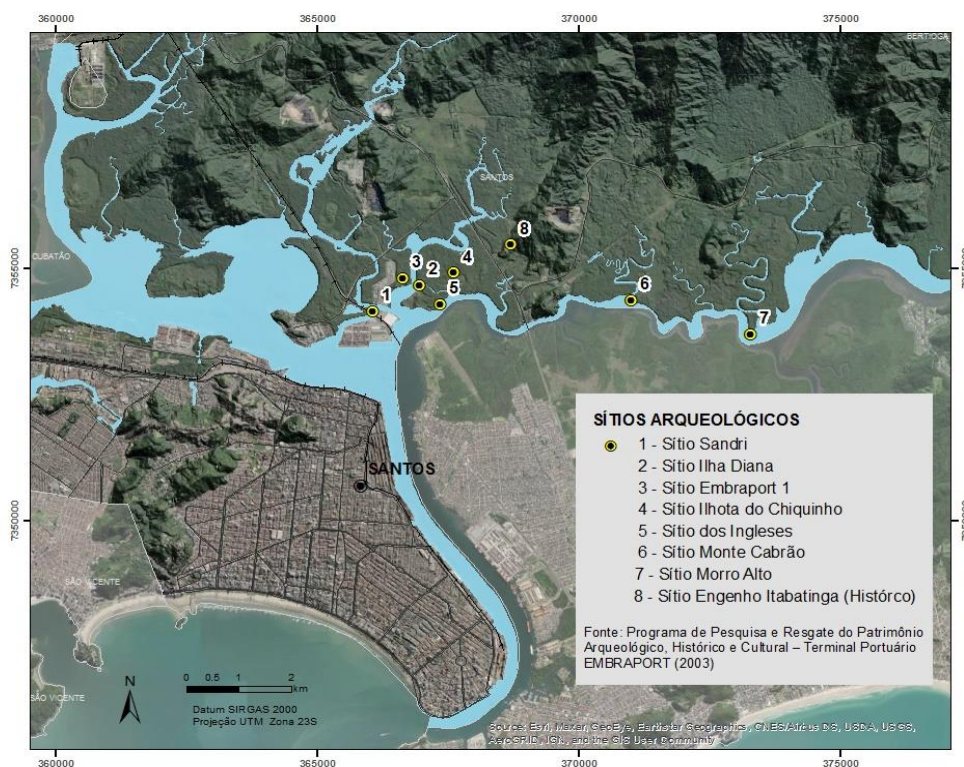 360000 365000 370000 375000
BERTIOGA
SANTOS
CUBATÃO
7355000
7355000
8
3
2
4
1
5
6
7
SÍTIOS ARQUEOLÓGICOS
1 - Sítio Sandri
2 - Sítio Ilha Diana
3 - Sítio Embraport 1
4 - Sítio Ilhota do Chiquinho
5 - Sítio dos Ingleses
6 - Sítio Monte Cabrão
7 - Sítio Morro Alto
8 - Sítio Engenho Itabatinga (Histórco)
Fonte: Programa de Pesquisa e Resgate do Patrimônio
Arqueológico, Histórico e Cultural – Terminal Portuário
EMBRAPORT (2003)
SANTOS
7350000
7350000
SÃO VICENTE
SÃO VICENTE
N
0 0,5 1 2
km
Datum SIRGAS 2000
Projeção UTM Zona 23S
Source: Esri, Maxar, GeoEye, Earthstar Geographics, CNES/Airbus DS, USDA, USGS,
AeroGRID, IGN, and the GIS User Community
360000 365000 370000 375000